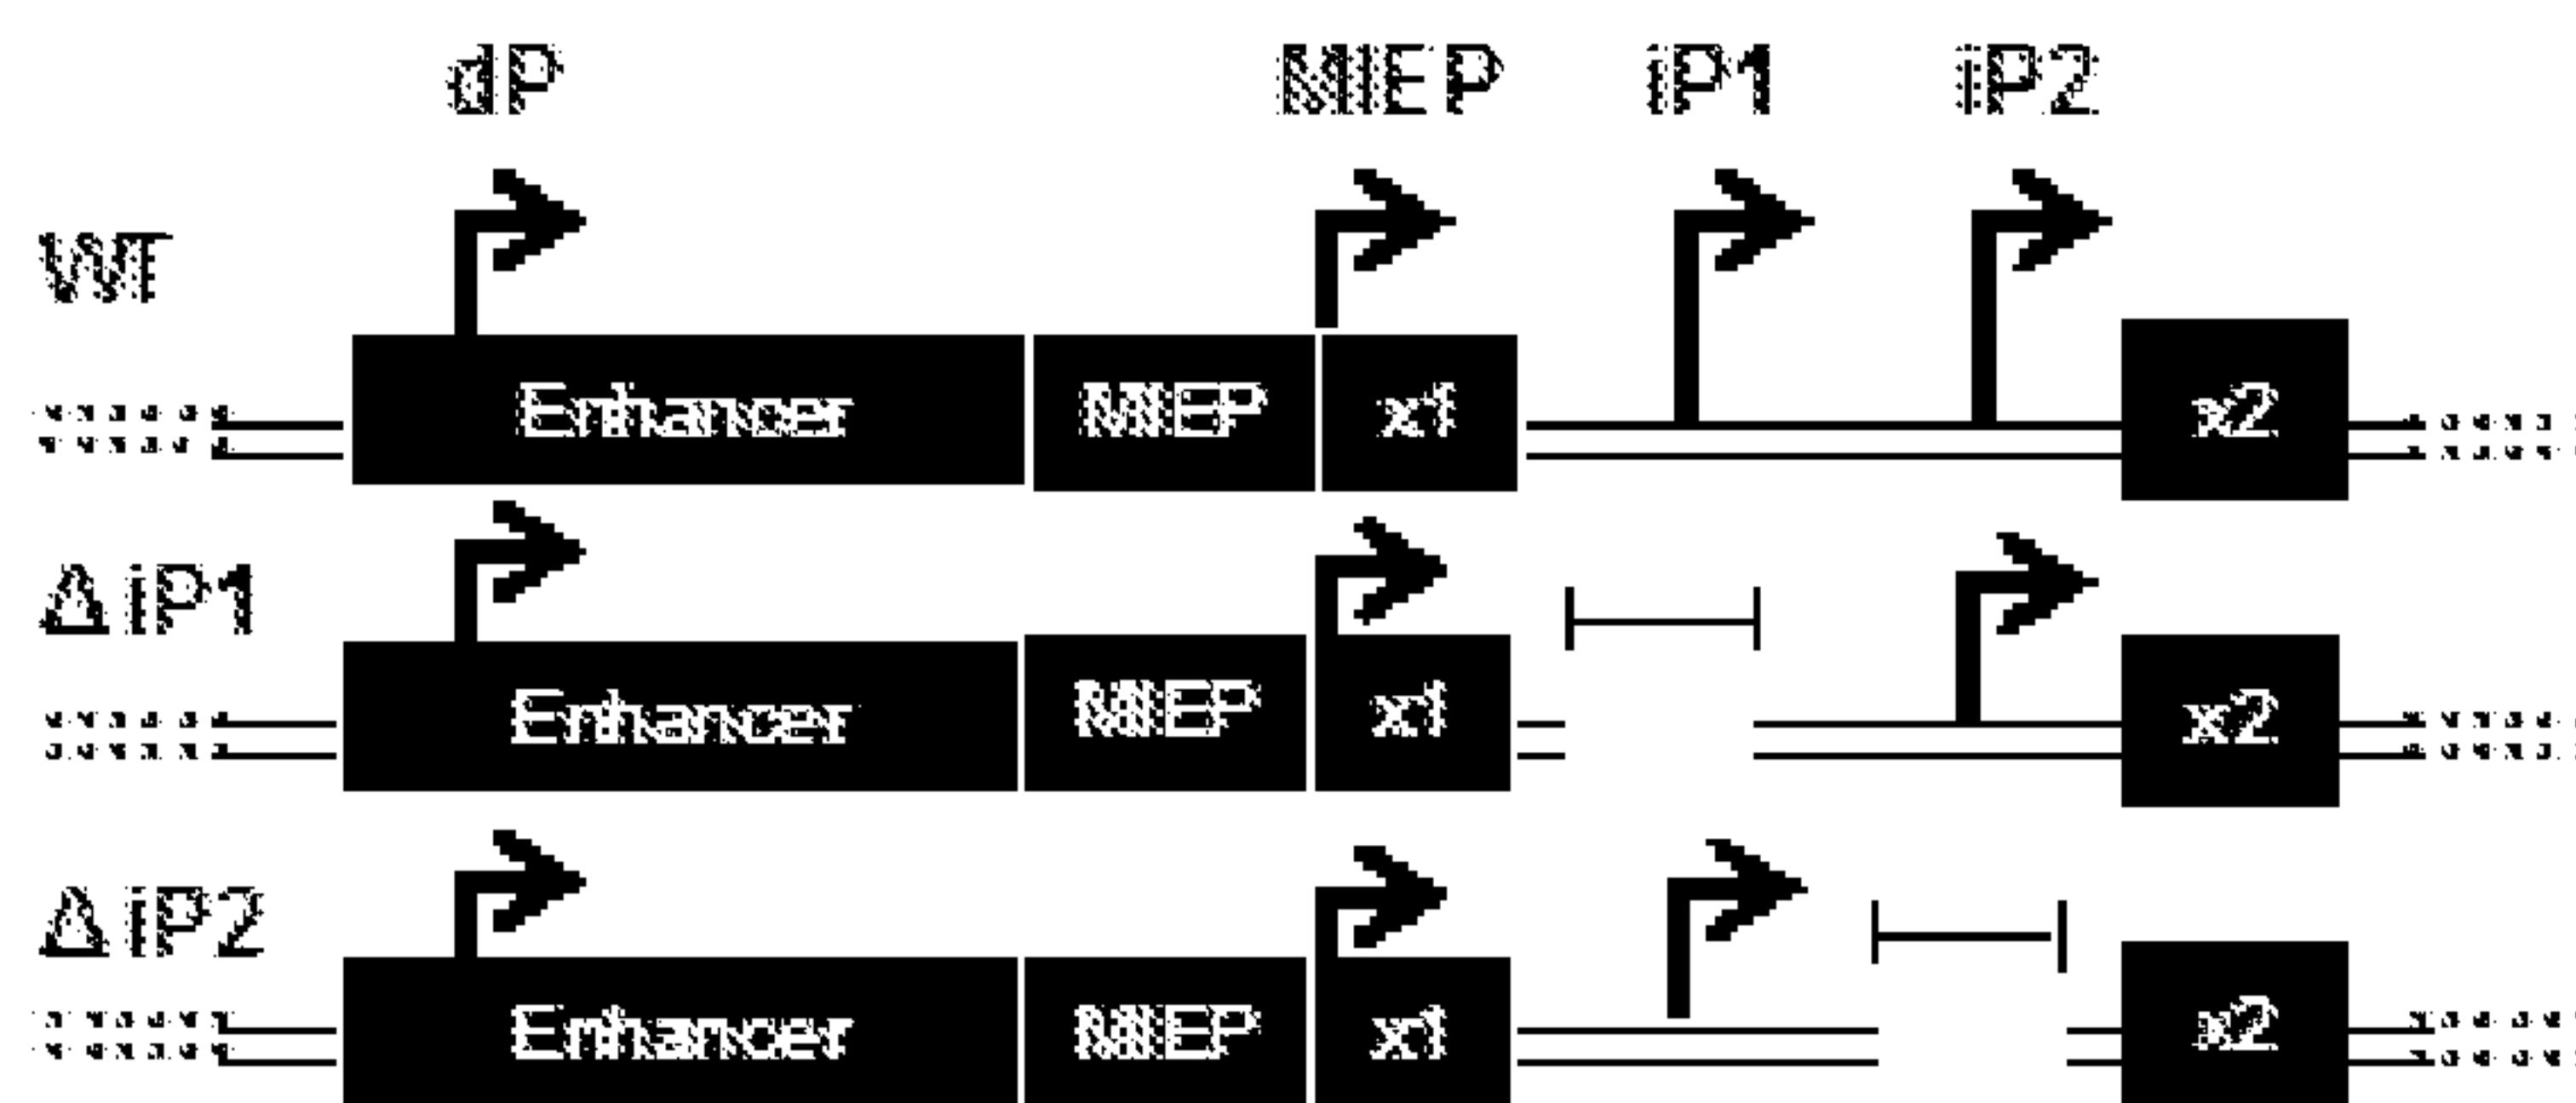 dP MIEP iP1 iP2
WT
Enhancer MIEP x1 x2
ΔiP1
Enhancer MIEP x1 x2
ΔiP2
Enhancer MIEP x1 x2